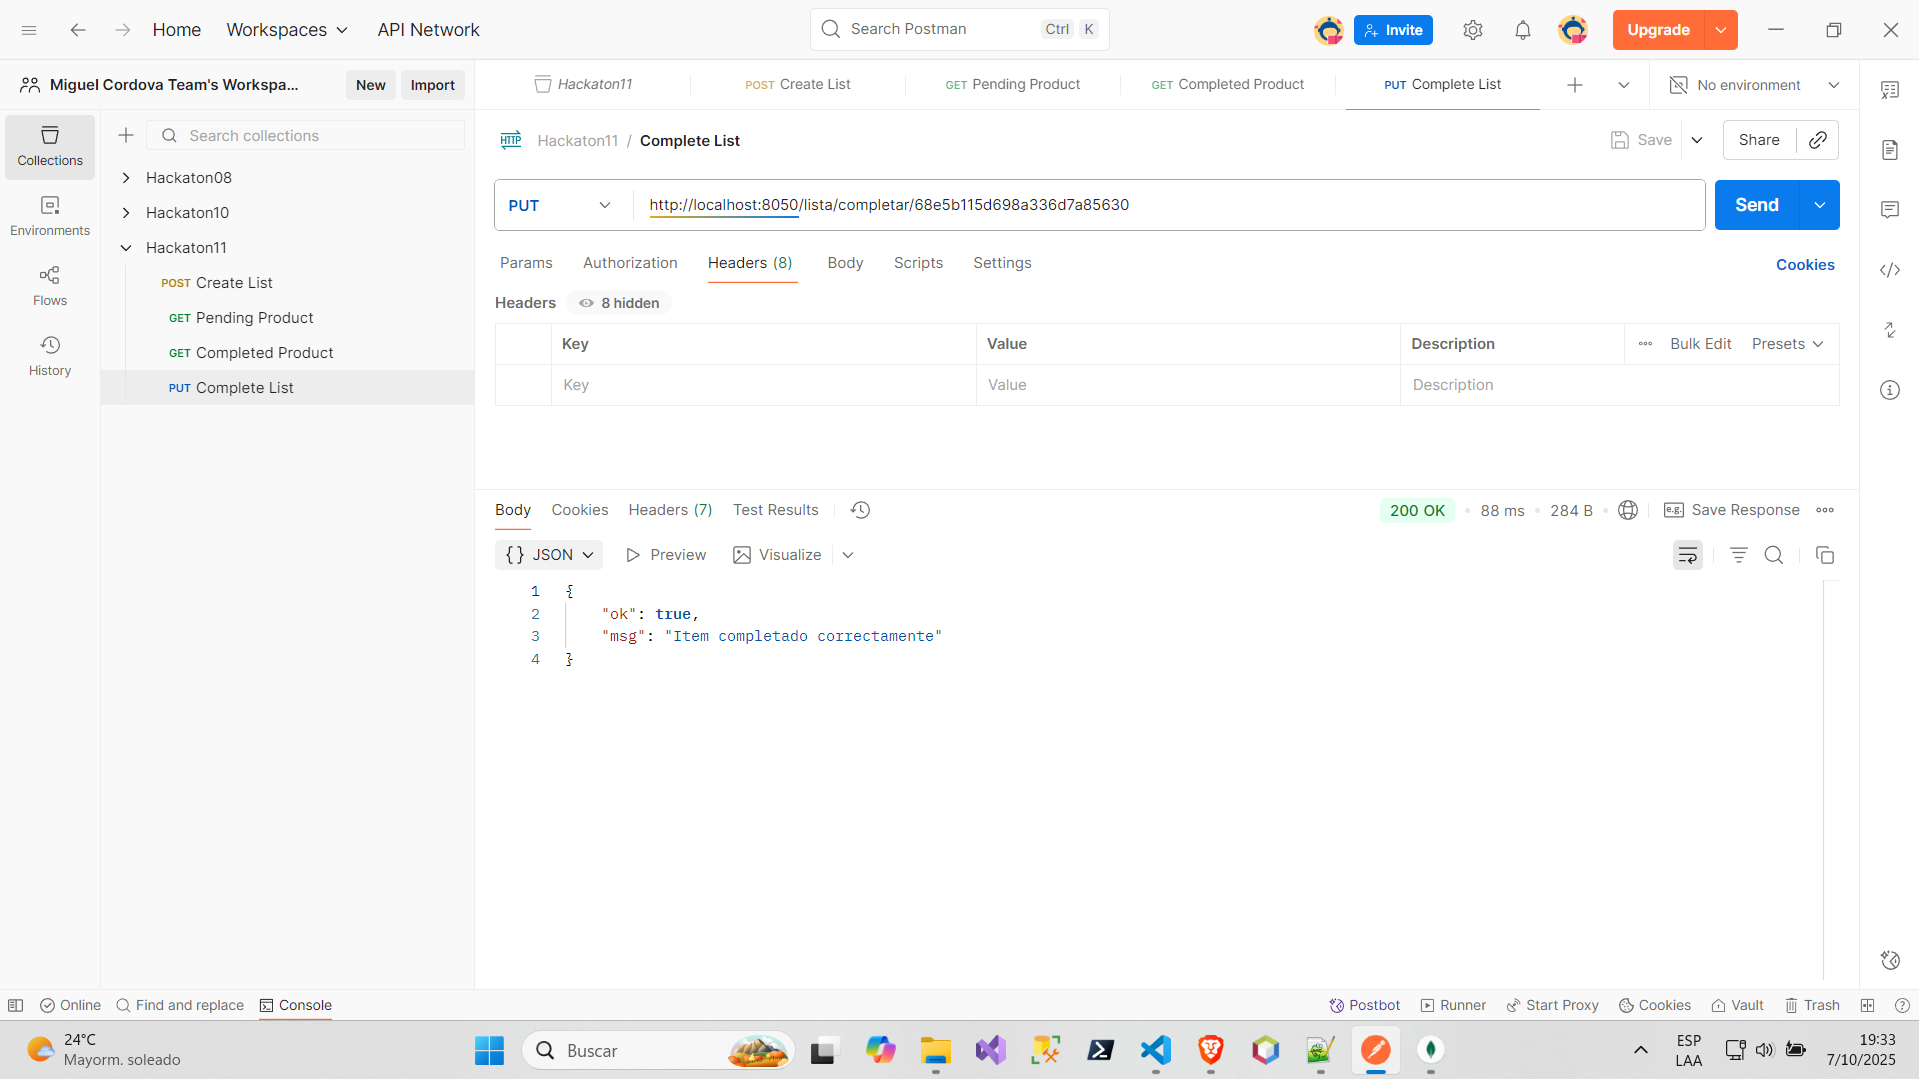 Home
Workspaces
API Network
Search Postman
Ctrl K
Invite
Upgrade
Miguel Cordova Team's Workspa...
New
Import
Hackaton11
POST Create List
GET Pending Product
GET Completed Product
PUT Complete List
No environment
Collections
Environments
Flows
History
Search collections
Hackaton08
Hackaton10
Hackaton11
POST Create List
GET Pending Product
GET Completed Product
PUT Complete List
HTTP
Hackaton11 / Complete List
Save
Share
PUT
http://localhost:8050/lista/completar/68e5b115d698a336d7a85630
Send
Params
Authorization
Headers (8)
Body
Scripts
Settings
Cookies
Headers
8 hidden
Key
Value
Description
Bulk Edit
Presets
Key
Value
Description
Body
Cookies
Headers (7)
Test Results
200 OK
88 ms
284 B
e.g.
Save Response
{} JSON
Preview
Visualize
1 {
2 "ok": true,
3 "msg": "Item completado correctamente"
4 }
Online
Find and replace
Console
Postbot
Runner
Start Proxy
Cookies
Vault
Trash
24°C
Mayorm. soleado
Buscar
ESP
LAA
19:33
7/10/2025